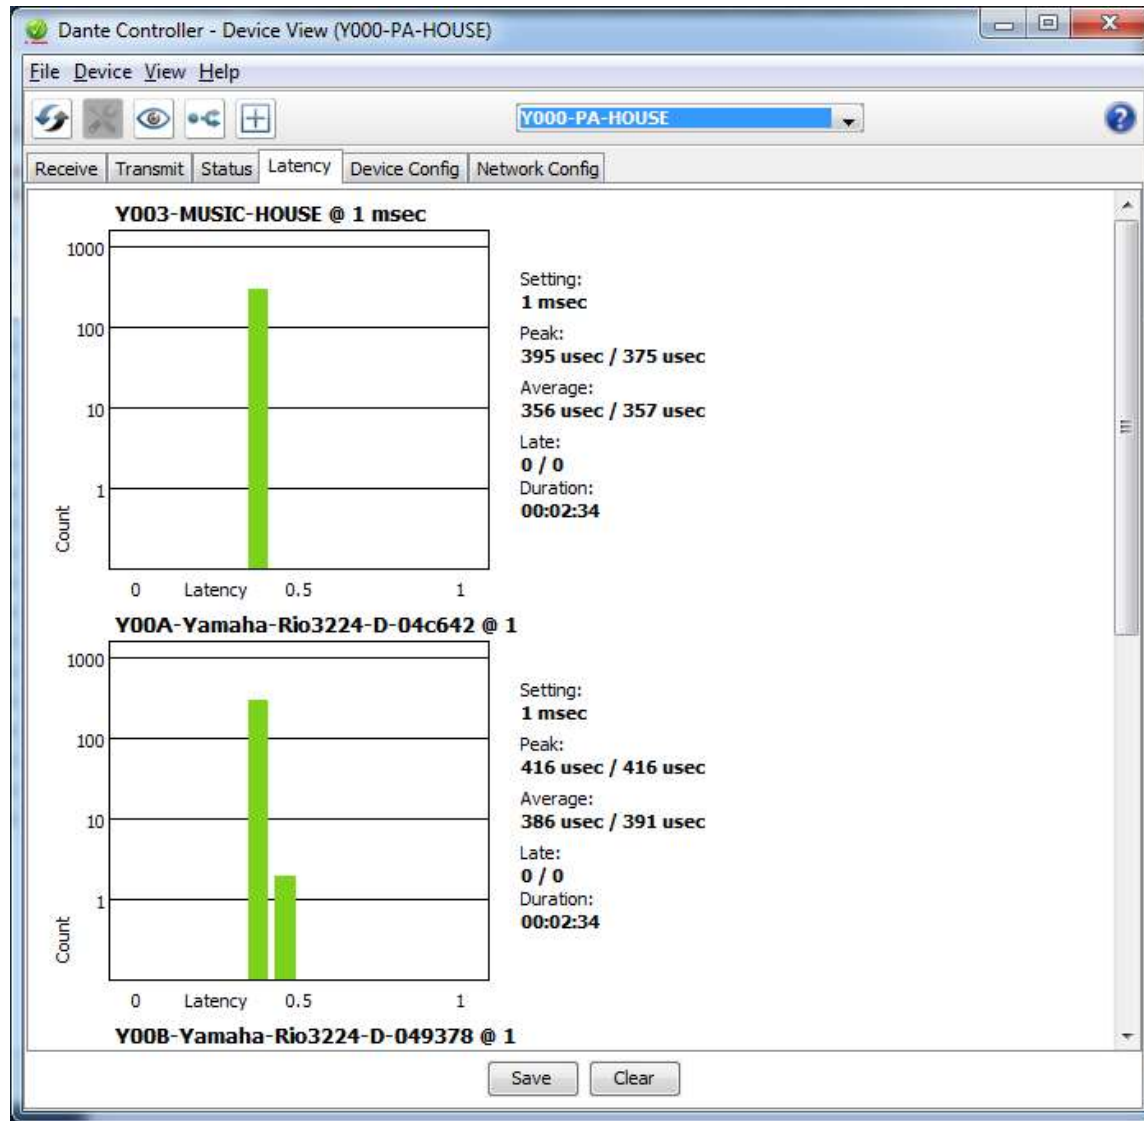 Dante Controller - Device View (Y000-PA-HOUSE)
File Device View Help
Y000-PA-HOUSE
Receive Transmit Status Latency Device Config Network Config
Y003-MUSIC-HOUSE @ 1 msec
1000
100
10
1
Count
0 Latency 0.5 1
Setting:
1 msec
Peak:
395 usec / 375 usec
Average:
356 usec / 357 usec
Late:
0 / 0
Duration:
00:02:34
Y00A-Yamaha-Rio3224-D-04c642 @ 1
1000
100
10
1
Count
0 Latency 0.5 1
Setting:
1 msec
Peak:
416 usec / 416 usec
Average:
386 usec / 391 usec
Late:
0 / 0
Duration:
00:02:34
Y00B-Yamaha-Rio3224-D-049378 @ 1
Save Clear